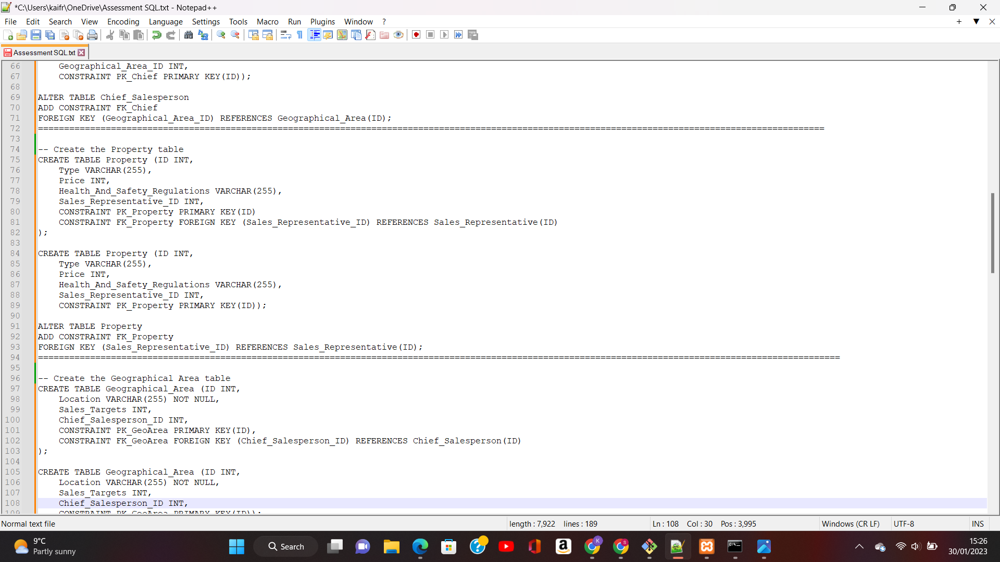 *C:\Users\kaifr\OneDrive\Assessment SQL.txt - Notepad++
File Edit Search View Encoding Language Settings Tools Macro Run Plugins Window ?
Assessment SQL.txt
66 Geographical_Area_ID INT,
67 CONSTRAINT PK_Chief PRIMARY KEY(ID));
68
69 ALTER TABLE Chief_Salesperson
70 ADD CONSTRAINT FK_Chief
71 FOREIGN KEY (Geographical_Area_ID) REFERENCES Geographical_Area(ID);
72 =======================================================================================================================================================
73
74 -- Create the Property table
75 CREATE TABLE Property (ID INT,
76 Type VARCHAR(255),
77 Price INT,
78 Health_And_Safety_Regulations VARCHAR(255),
79 Sales_Representative_ID INT,
80 CONSTRAINT PK_Property PRIMARY KEY(ID)
81 CONSTRAINT FK_Property FOREIGN KEY (Sales_Representative_ID) REFERENCES Sales_Representative(ID)
82 );
83
84 CREATE TABLE Property (ID INT,
85 Type VARCHAR(255),
86 Price INT,
87 Health_And_Safety_Regulations VARCHAR(255),
88 Sales_Representative_ID INT,
89 CONSTRAINT PK_Property PRIMARY KEY(ID));
90
91 ALTER TABLE Property
92 ADD CONSTRAINT FK_Property
93 FOREIGN KEY (Sales_Representative_ID) REFERENCES Sales_Representative(ID);
94 ==========================================================================================================================================================
95
96 -- Create the Geographical Area table
97 CREATE TABLE Geographical_Area (ID INT,
98 Location VARCHAR(255) NOT NULL,
99 Sales_Targets INT,
100 Chief_Salesperson_ID INT,
101 CONSTRAINT PK_GeoArea PRIMARY KEY(ID),
102 CONSTRAINT FK_GeoArea FOREIGN KEY (Chief_Salesperson_ID) REFERENCES Chief_Salesperson(ID)
103 );
104
105 CREATE TABLE Geographical_Area (ID INT,
106 Location VARCHAR(255) NOT NULL,
107 Sales_Targets INT,
108 Chief_Salesperson_ID INT,
109 CONSTRAINT PK_GeoArea PRIMARY KEY(ID));
Normal text file length : 7,922 lines : 189 Ln : 108 Col : 30 Pos : 3,995 Windows (CR LF) UTF-8 INS
9°C
Partly sunny
Search
15:26
30/01/2023